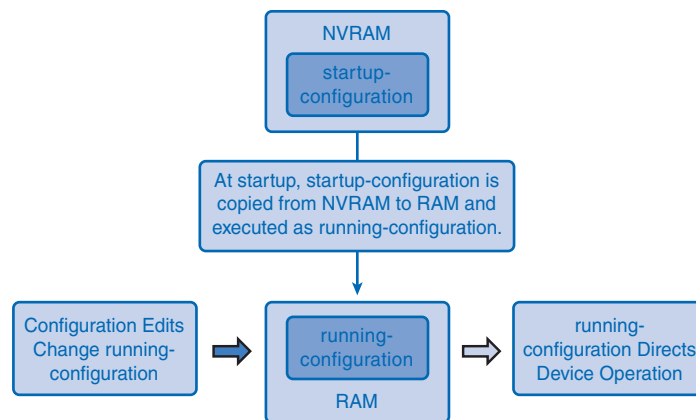 NVRAM
startup-
configuration
At startup, startup-configuration is
copied from NVRAM to RAM and
executed as running-configuration.
Configuration Edits
Change running-
configuration
running-
configuration
RAM
running-
configuration Directs
Device Operation